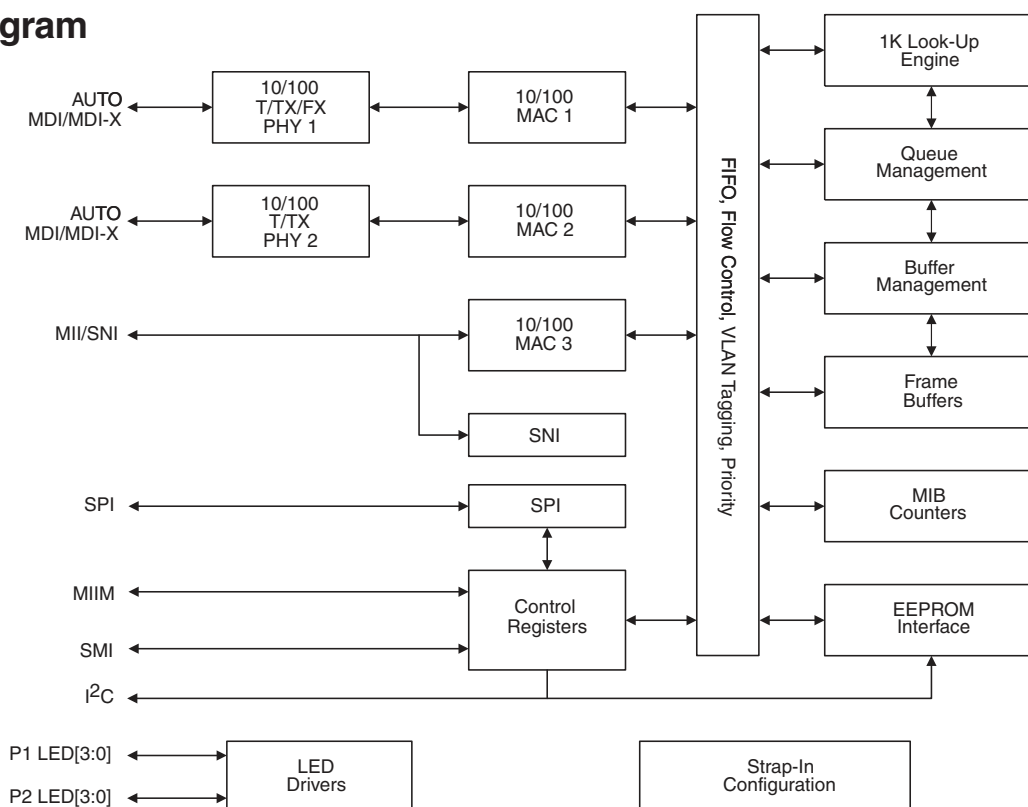 gram
AUTO
MDI/MDI-X
10/100
T/TX/FX
PHY 1
10/100
MAC 1
1K Look-Up
Engine
AUTO
MDI/MDI-X
10/100
T/TX
PHY 2
10/100
MAC 2
FIFO, Flow Control, VLAN Tagging, Priority
Queue
Management
Buffer
Management
MII/SNI
10/100
MAC 3
Frame
Buffers
SNI
SPI
SPI
MIB
Counters
MIIM
SMI
Control
Registers
EEPROM
Interface
I²C
P1 LED[3:0]
P2 LED[3:0]
LED
Drivers
Strap-In
Configuration